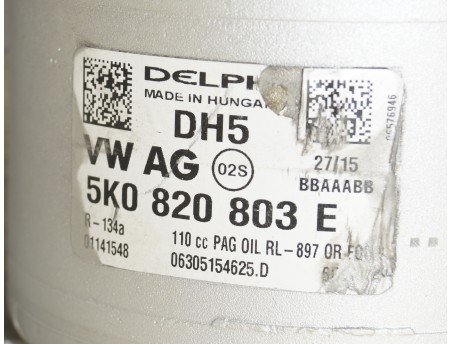 DELPH
MADE IN HUNGA
DH5
VW AG 02S
27/15
BBAAABB
DS576946
5K0 820 803 E
R-134a
01141548
110 cc PAG OIL RL-897 OR
06305154625.D